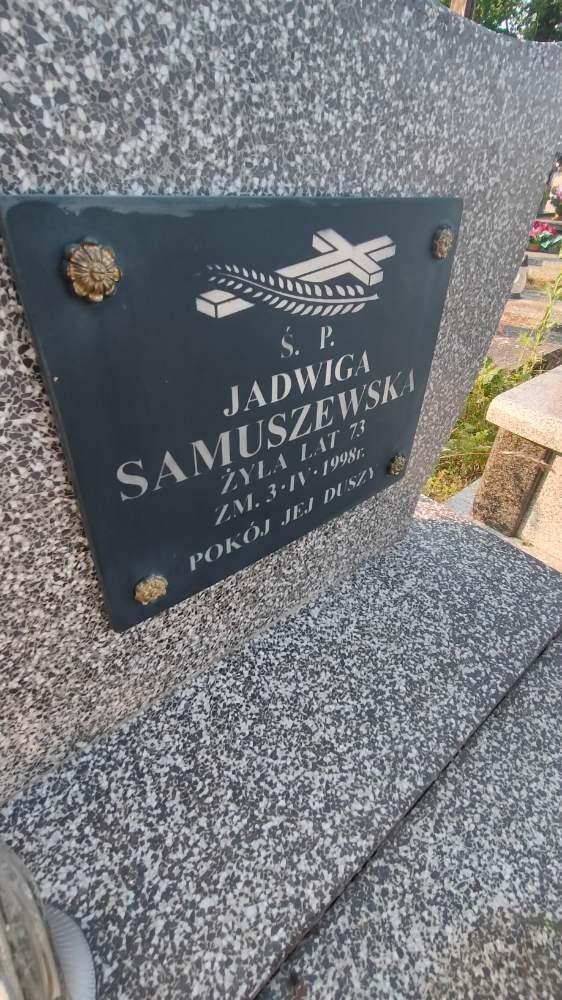 Ś. P.
JADWIGA
SAMUSZEWSKA
ŻYŁA LAT 73
ZM. 3·IV·1998r.
POKÓJ JEJ DUSZY